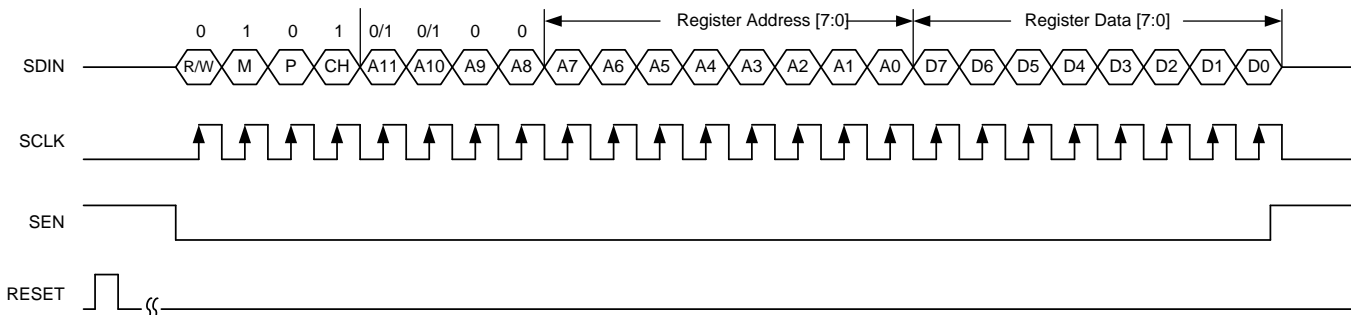 0 1 0 1 0/1 0/1 0 0 Register Address [7:0] Register Data [7:0]
SDIN R/W M P CH A11 A10 A9 A8 A7 A6 A5 A4 A3 A2 A1 A0 D7 D6 D5 D4 D3 D2 D1 D0
SCLK
SEN
RESET